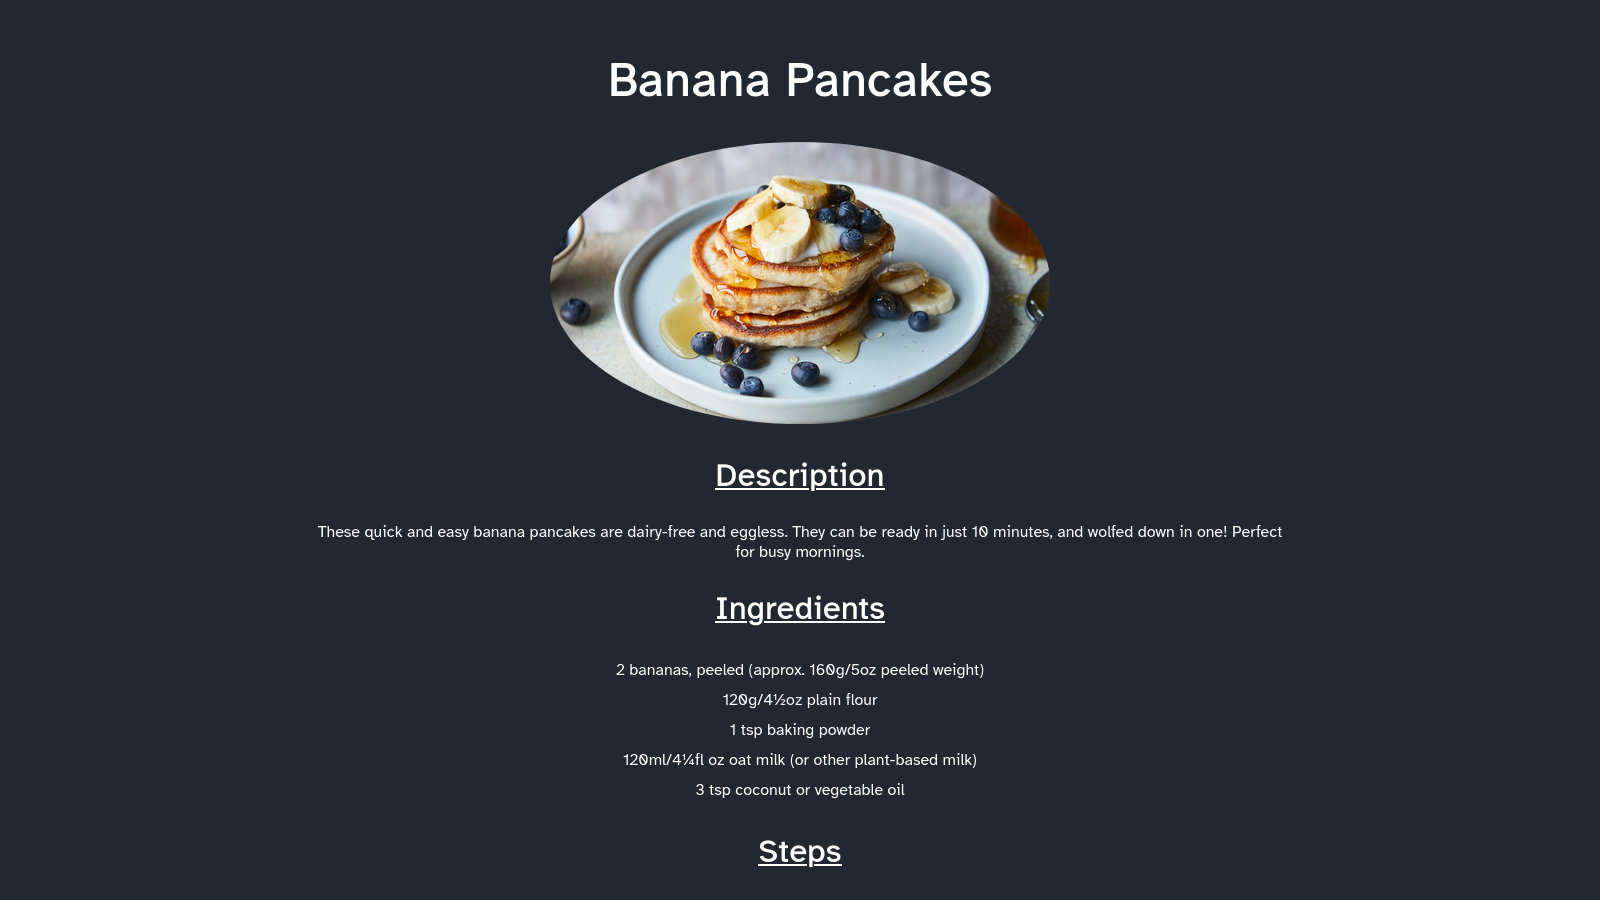 Banana Pancakes
Description
These quick and easy banana pancakes are dairy-free and eggless. They can be ready in just 10 minutes, and wolfed down in one! Perfect
for busy mornings.
Ingredients
2 bananas, peeled (approx. 160g/5oz peeled weight)
120g/4½oz plain flour
1 tsp baking powder
120ml/4¼fl oz oat milk (or other plant-based milk)
3 tsp coconut or vegetable oil
Steps